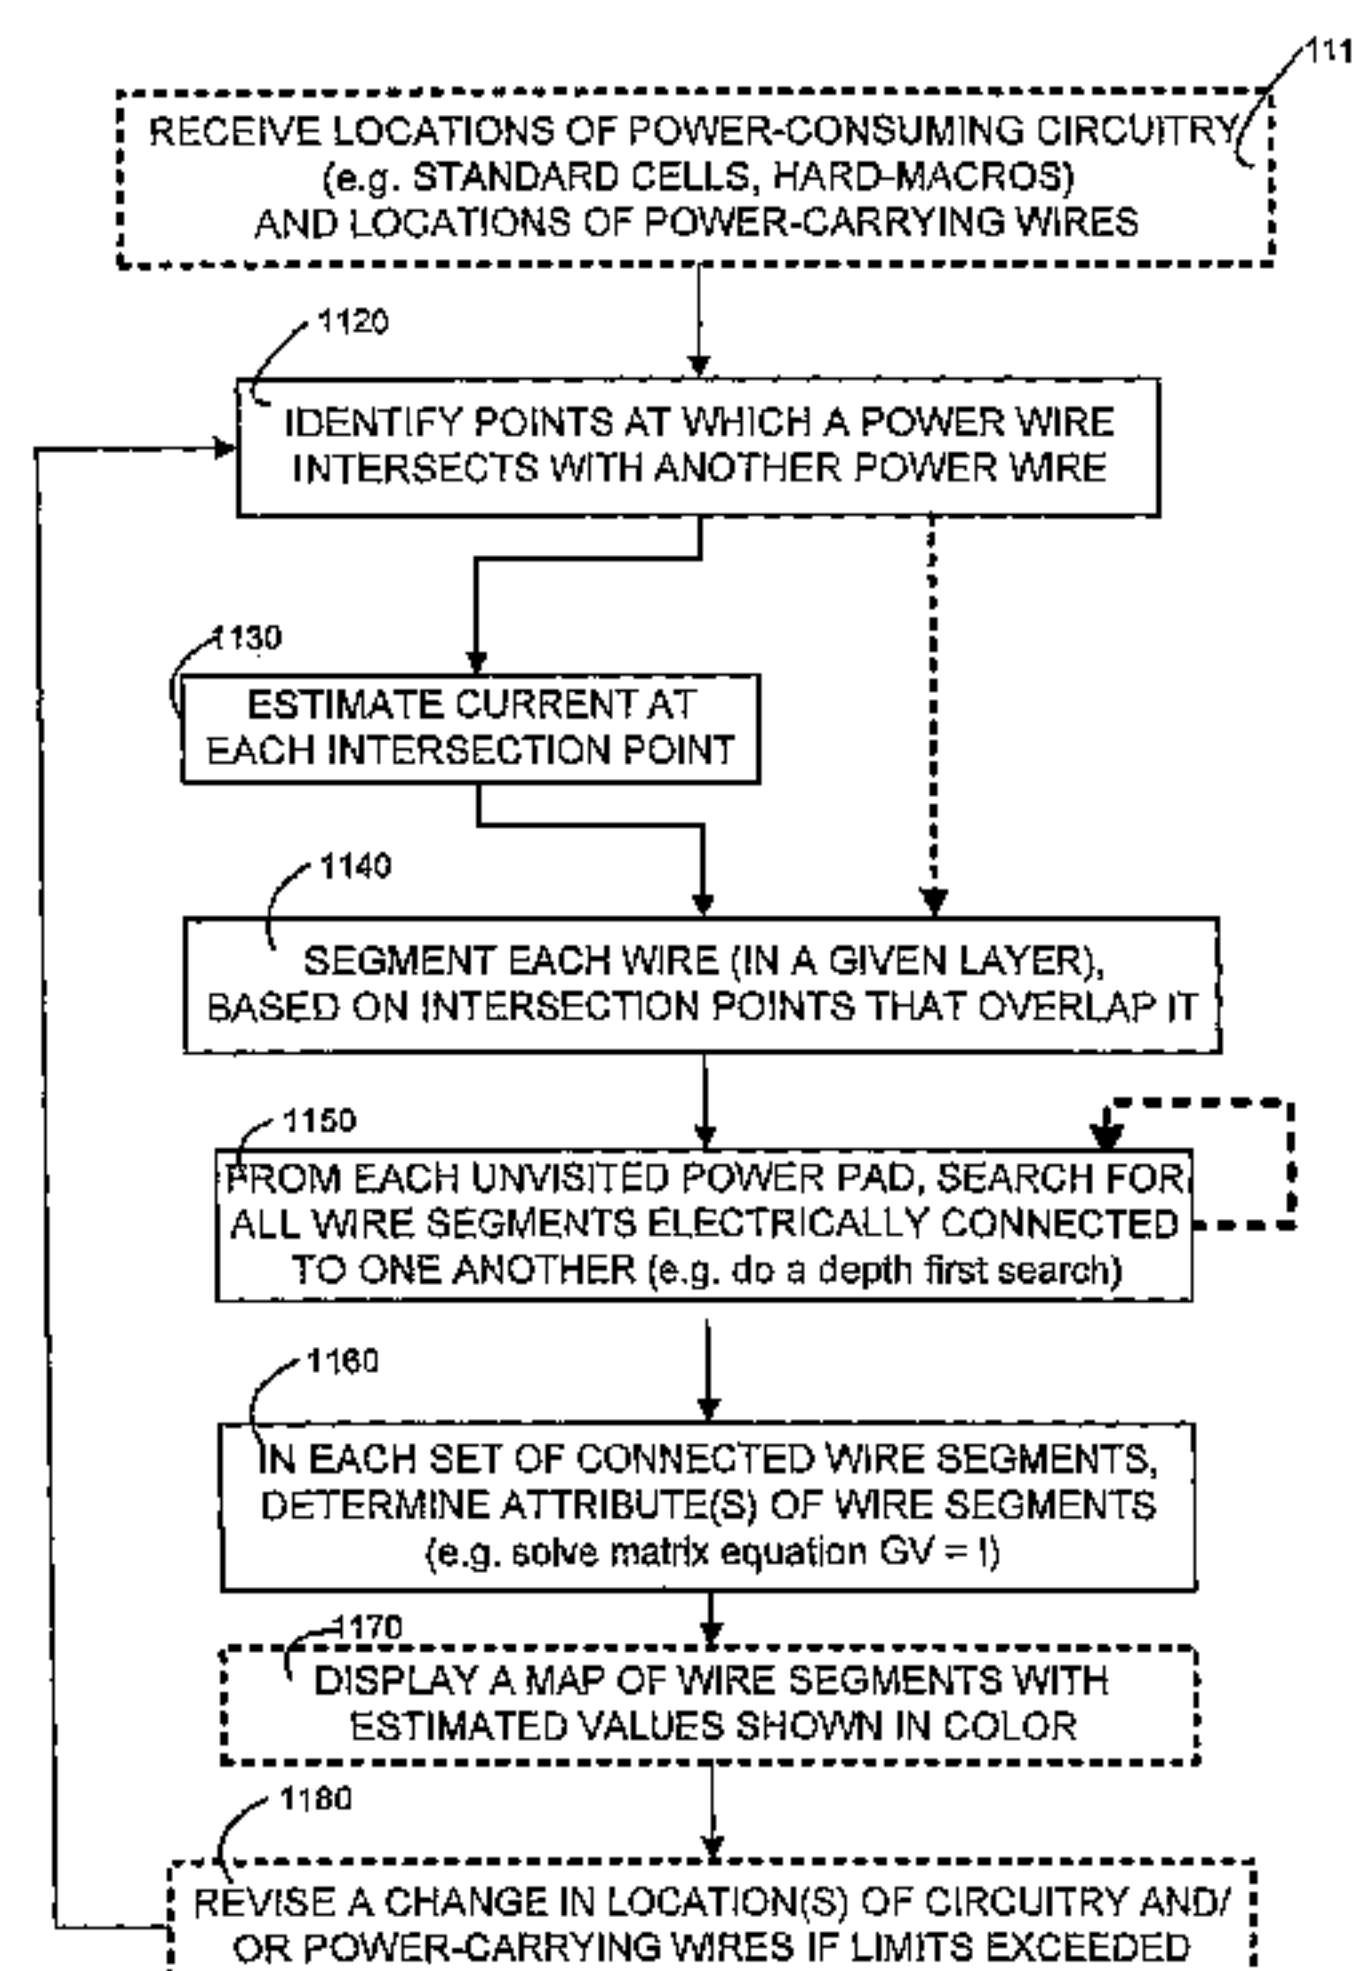 111
RECEIVE LOCATIONS OF POWER-CONSUMING CIRCUITRY
(e.g. STANDARD CELLS, HARD-MACROS)
AND LOCATIONS OF POWER-CARRYING WIRES
1120
IDENTIFY POINTS AT WHICH A POWER WIRE
INTERSECTS WITH ANOTHER POWER WIRE
1130
ESTIMATE CURRENT AT
EACH INTERSECTION POINT
1140
SEGMENT EACH WIRE (IN A GIVEN LAYER),
BASED ON INTERSECTION POINTS THAT OVERLAP IT
1150
FROM EACH UNVISITED POWER PAD, SEARCH FOR
ALL WIRE SEGMENTS ELECTRICALLY CONNECTED
TO ONE ANOTHER (e.g. do a depth first search)
1160
IN EACH SET OF CONNECTED WIRE SEGMENTS,
DETERMINE ATTRIBUTE(S) OF WIRE SEGMENTS
(e.g. solve matrix equation GV = I)
1170
DISPLAY A MAP OF WIRE SEGMENTS WITH
ESTIMATED VALUES SHOWN IN COLOR
1180
REVISE A CHANGE IN LOCATION(S) OF CIRCUITRY AND/
OR POWER-CARRYING WIRES IF LIMITS EXCEEDED